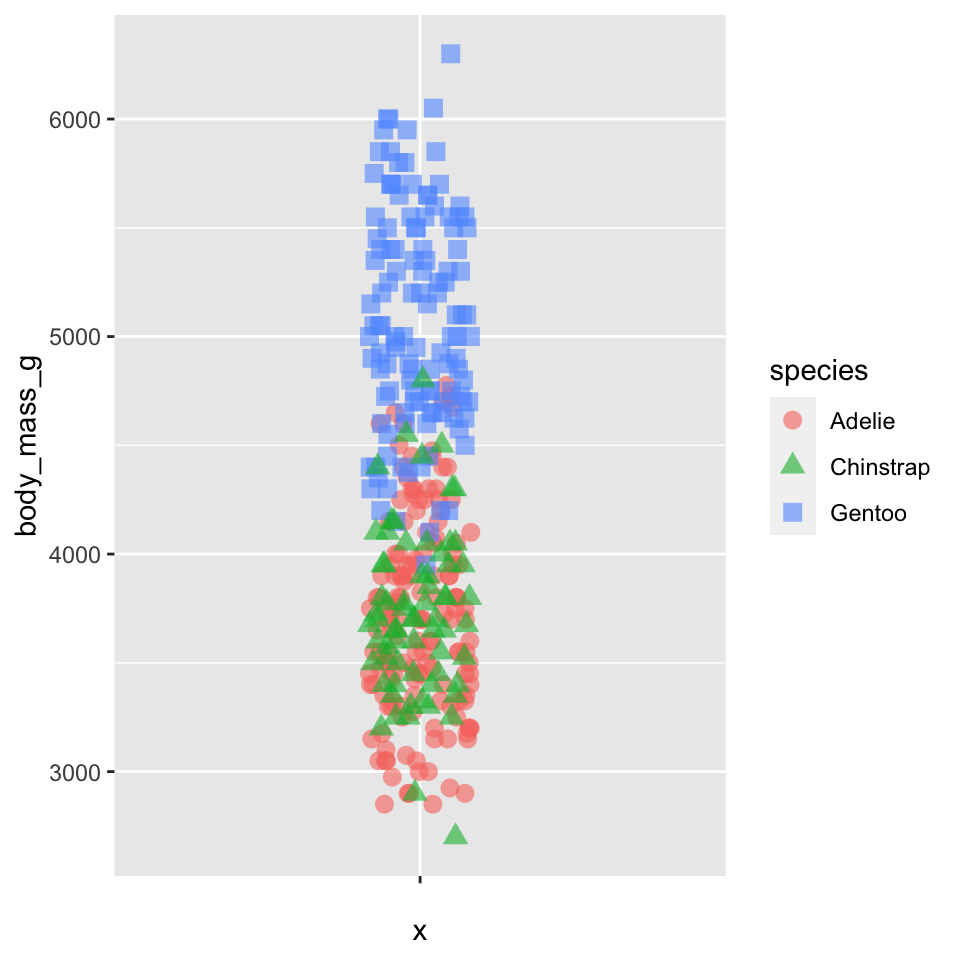 body_mass_g
6000
5000
4000
3000
x
species
Adelie
Chinstrap
Gentoo